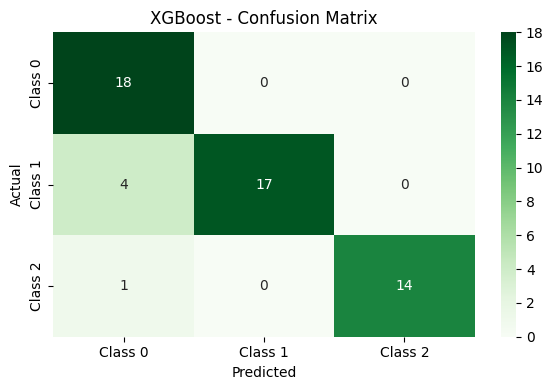 XGBoost - Confusion Matrix
Actual
Class 0
18 0 0
Class 1
4 17 0
Class 2
1 0 14
Class 0 Class 1 Class 2
Predicted
18
16
14
12
10
8
6
4
2
0